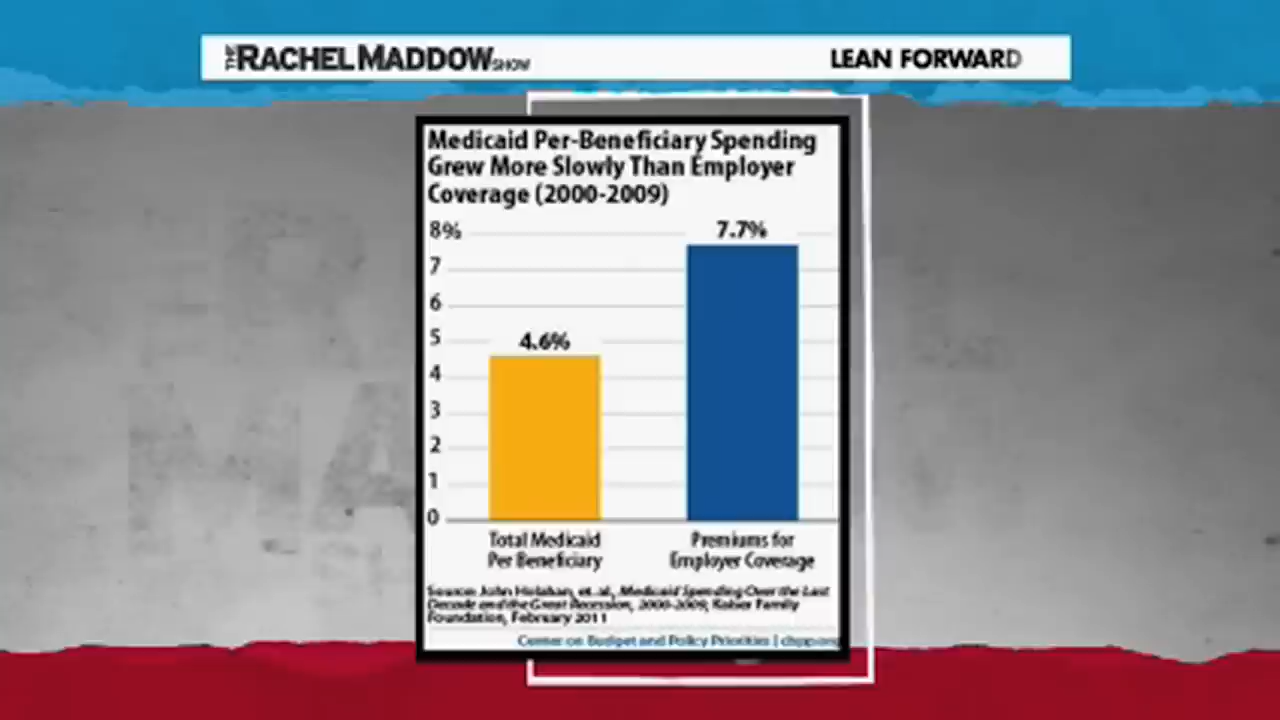 THE RACHEL MADDOW SHOW
LEAN FORWARD
Medicaid Per-Beneficiary Spending
Grew More Slowly Than Employer
Coverage (2000-2009)
8%
7.7%
7
6
5
4.6%
4
3
2
1
0
Total Medicaid
Per Beneficiary
Premiums for
Employer Coverage
Source: John Holahan, et. al., Medicaid Spending Over the Last
Decade and the Great Recession, 2000-2009; Kaiser Family
Foundation, February 2011
Center on Budget and Policy Priorities | cbpp.org